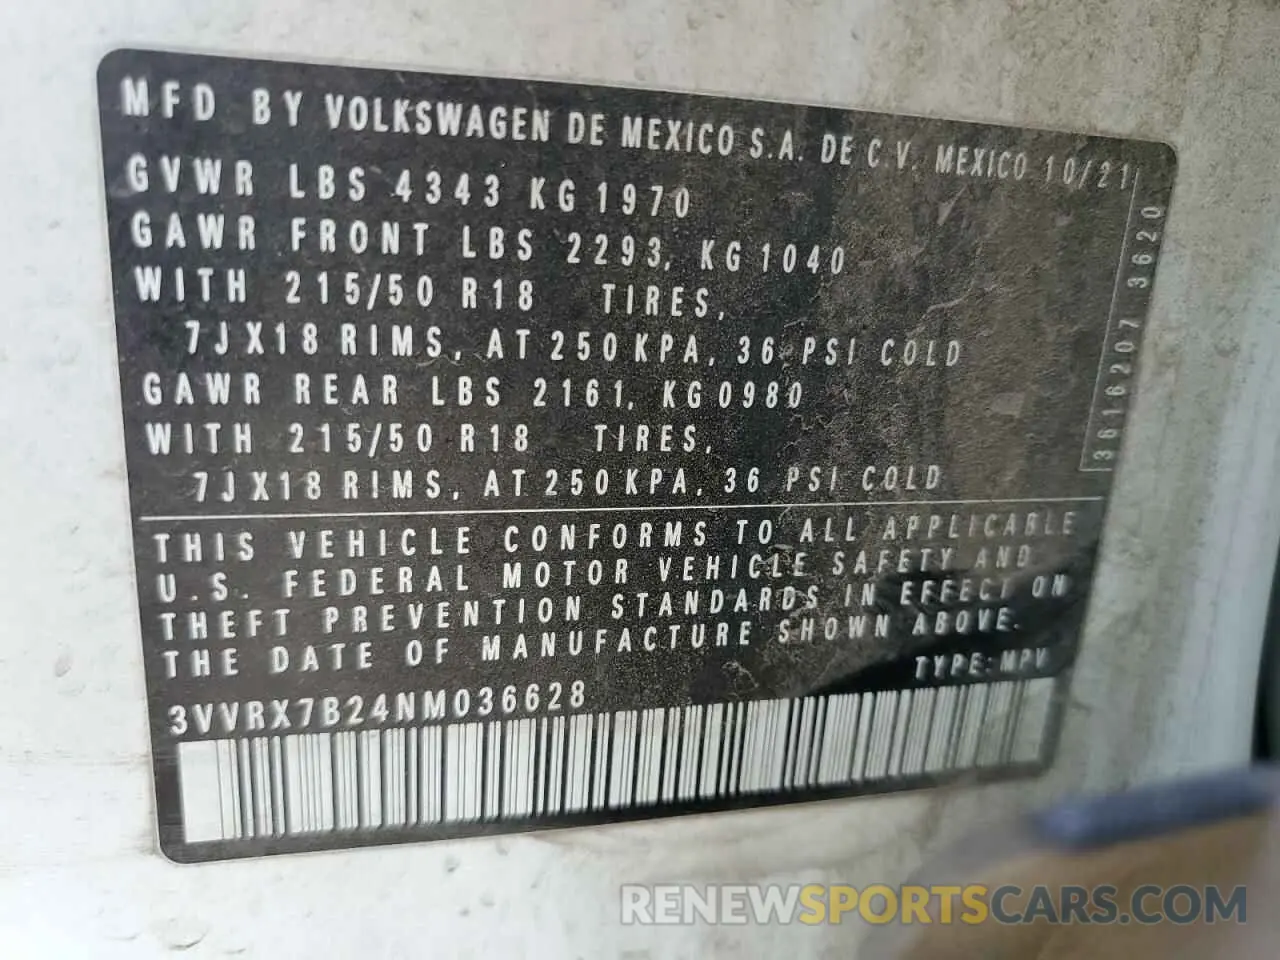 MFD BY VOLKSWAGEN DE MEXICO S.A. DE C.V. MEXICO 10/21
GVWR LBS 4343 KG 1970
GAWR FRONT LBS 2293, KG 1040
WITH 215/50 R18 TIRES,
7JX18 RIMS, AT 250 KPA, 36 PSI COLD
GAWR REAR LBS 2161, KG 0980
WITH 215/50 R18 TIRES,
7JX18 RIMS, AT 250 KPA, 36 PSI COLD
3616207 3620
THIS VEHICLE CONFORMS TO ALL APPLICABLE
U.S. FEDERAL MOTOR VEHICLE SAFETY AND
THEFT PREVENTION STANDARDS IN EFFECT ON
THE DATE OF MANUFACTURE SHOWN ABOVE.
3VVRX7B24NM036628 TYPE: MPV
RENEWSPORTSCARS.COM